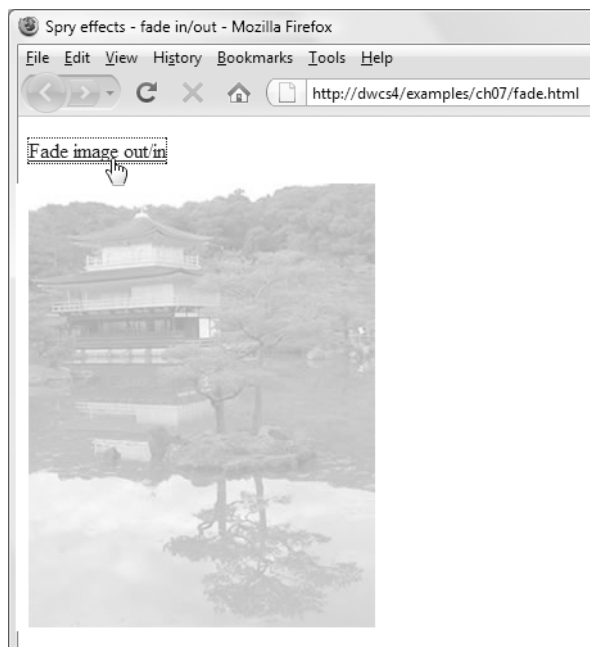 Spry effects - fade in/out - Mozilla Firefox
File Edit View History Bookmarks Tools Help
http://dwcs4/examples/ch07/fade.html
Fade image out/in